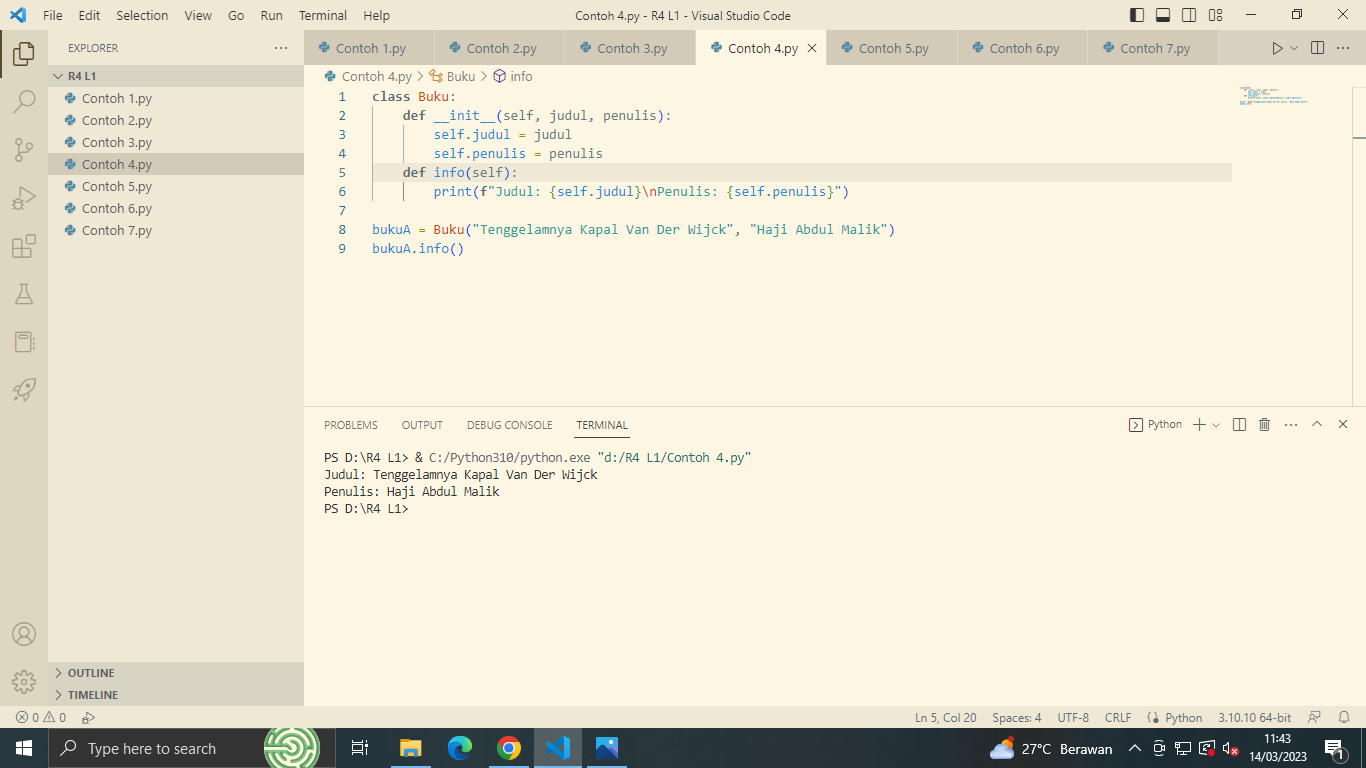 File Edit Selection View Go Run Terminal Help
Contoh 4.py - R4 L1 - Visual Studio Code
EXPLORER
R4 L1
Contoh 1.py
Contoh 2.py
Contoh 3.py
Contoh 4.py
Contoh 5.py
Contoh 6.py
Contoh 7.py
OUTLINE
TIMELINE
Contoh 1.py Contoh 2.py Contoh 3.py Contoh 4.py Contoh 5.py Contoh 6.py Contoh 7.py
Contoh 4.py > Buku > info
1 class Buku:
2 def __init__(self, judul, penulis):
3 self.judul = judul
4 self.penulis = penulis
5 def info(self):
6 print(f"Judul: {self.judul}\nPenulis: {self.penulis}")
7
8 bukuA = Buku("Tenggelamnya Kapal Van Der Wijck", "Haji Abdul Malik")
9 bukuA.info()
PROBLEMS OUTPUT DEBUG CONSOLE TERMINAL
Python
PS D:\R4 L1> & C:/Python310/python.exe "d:/R4 L1/Contoh 4.py"
Judul: Tenggelamnya Kapal Van Der Wijck
Penulis: Haji Abdul Malik
PS D:\R4 L1>
0 0
Ln 5, Col 20 Spaces: 4 UTF-8 CRLF Python 3.10.10 64-bit
Type here to search
27°C Berawan
11:43
14/03/2023
1